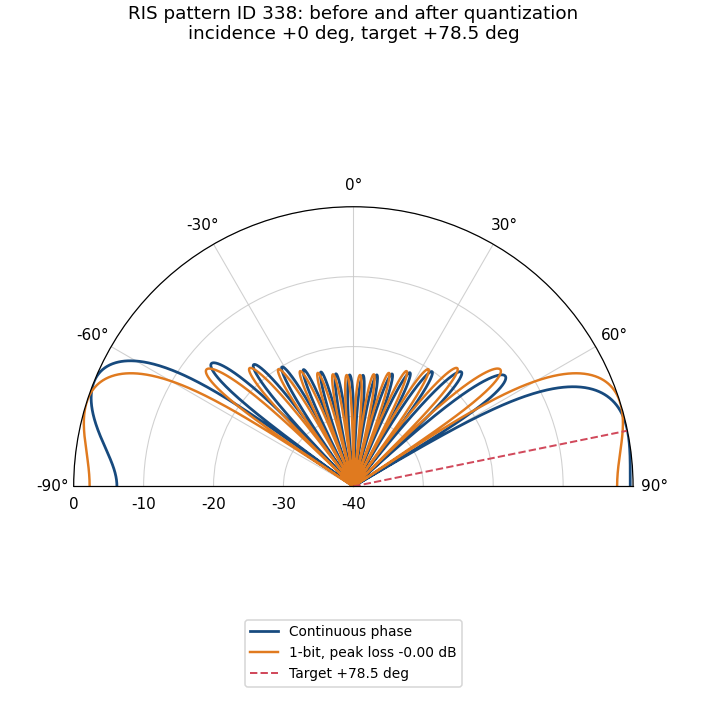 RIS pattern ID 338: before and after quantization
incidence +0 deg, target +78.5 deg
0°
-30°
30°
-60°
60°
-90°
90°
0
-10
-20
-30
-40
Continuous phase
1-bit, peak loss -0.00 dB
Target +78.5 deg